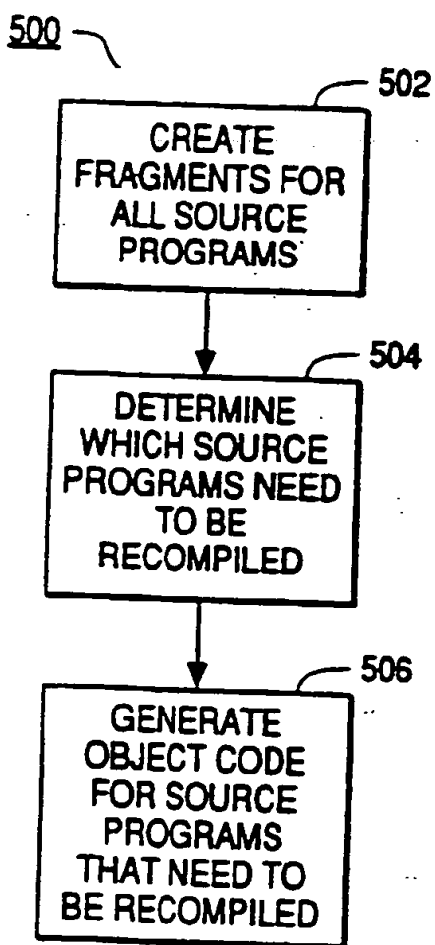 500
502
CREATE
FRAGMENTS FOR
ALL SOURCE
PROGRAMS
504
DETERMINE
WHICH SOURCE
PROGRAMS NEED
TO BE
RECOMPILED
506
GENERATE
OBJECT CODE
FOR SOURCE
PROGRAMS
THAT NEED TO
BE RECOMPILED